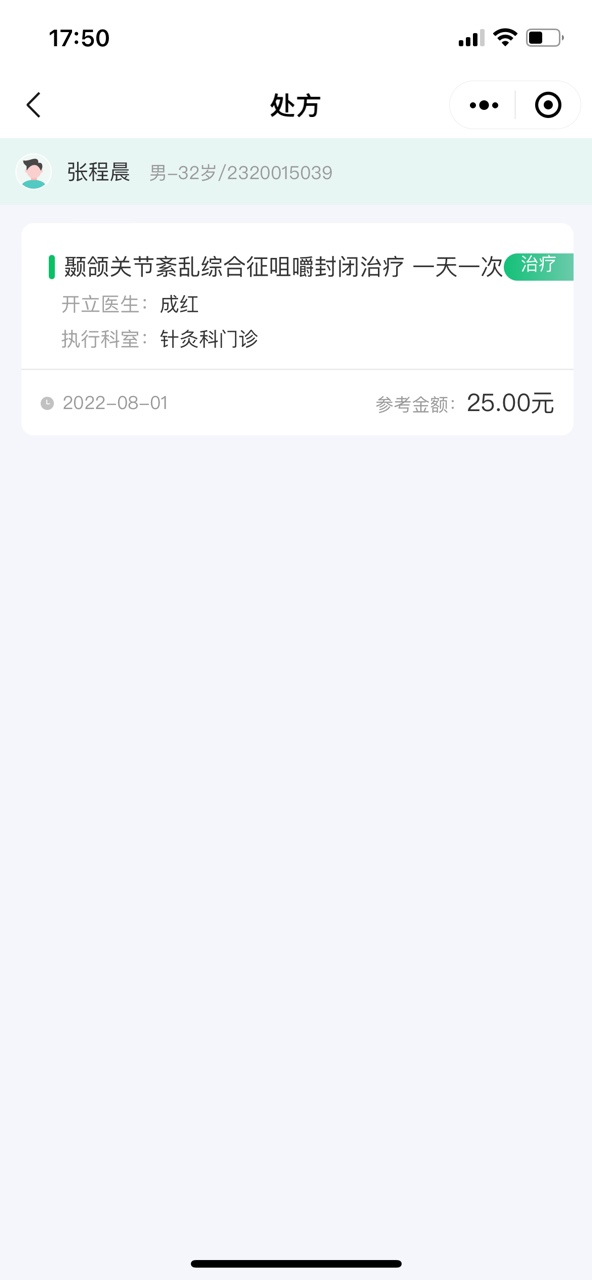 17:50
处方
张程晨 男-32岁/2320015039
颞颌关节紊乱综合征咀嚼封闭治疗 一天一次 治疗
开立医生：成红
执行科室：针灸科门诊
2022-08-01 参考金额：25.00元